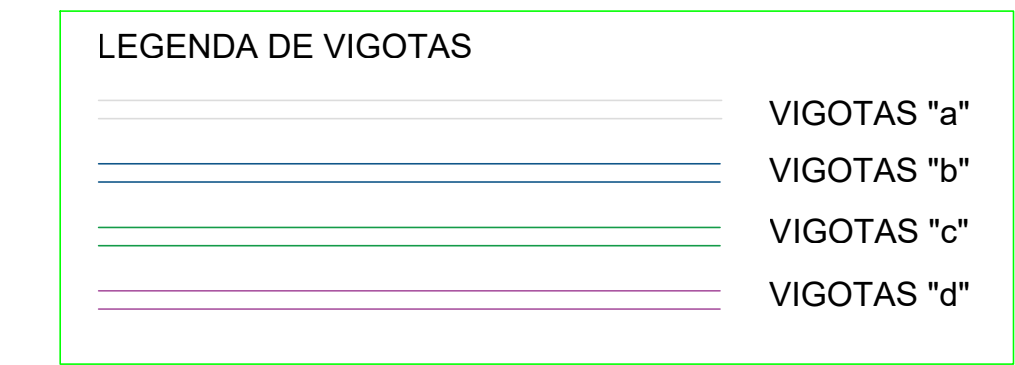 LEGENDA DE VIGOTAS
VIGOTAS "a"
VIGOTAS "b"
VIGOTAS "c"
VIGOTAS "d"